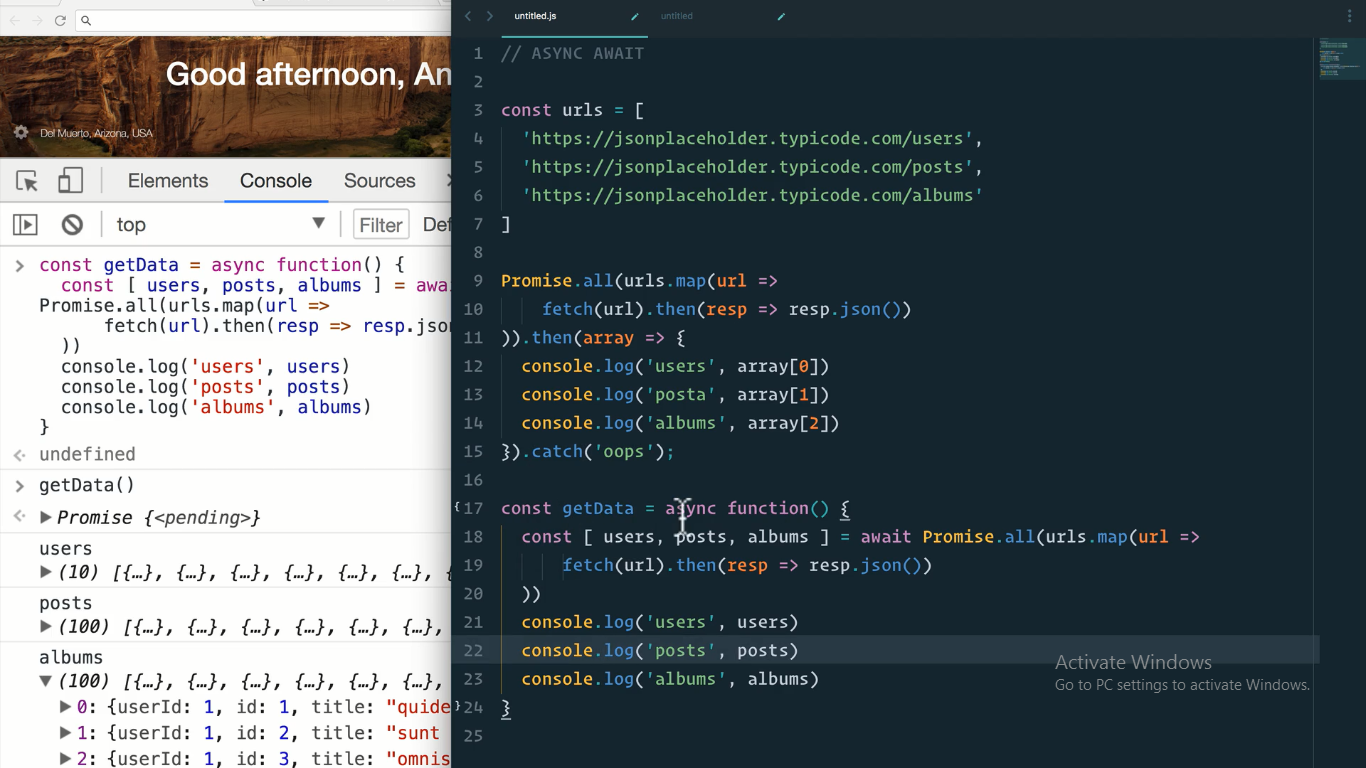 Good afternoon, An
Del Muerto, Arizona, USA
Elements Console Sources
top Filter Def
const getData = async function() {
const [ users, posts, albums ] = awa
Promise.all(urls.map(url =>
fetch(url).then(resp => resp.jso
))
console.log('users', users)
console.log('posts', posts)
console.log('albums', albums)
}
undefined
getData()
Promise {<pending>}
users
(10) [{…}, {…}, {…}, {…}, {…}, {…}, {
posts
(100) [{…}, {…}, {…}, {…}, {…}, {…},
albums
(100) [{…}, {…}, {…}, {…}, {…}, {…},
0: {userId: 1, id: 1, title: "quide
1: {userId: 1, id: 2, title: "sunt
2: {userId: 1, id: 3, title: "omnis
untitled.js untitled
1 // ASYNC AWAIT
2
3 const urls = [
4 'https://jsonplaceholder.typicode.com/users',
5 'https://jsonplaceholder.typicode.com/posts',
6 'https://jsonplaceholder.typicode.com/albums'
7 ]
8
9 Promise.all(urls.map(url =>
10 fetch(url).then(resp => resp.json())
11 )).then(array => {
12 console.log('users', array[0])
13 console.log('posta', array[1])
14 console.log('albums', array[2])
15 }).catch('oops');
16
17 const getData = async function() {
18 const [ users, posts, albums ] = await Promise.all(urls.map(url =>
19 fetch(url).then(resp => resp.json())
20 ))
21 console.log('users', users)
22 console.log('posts', posts)
23 console.log('albums', albums)
24 }
25
Activate Windows
Go to PC settings to activate Windows.